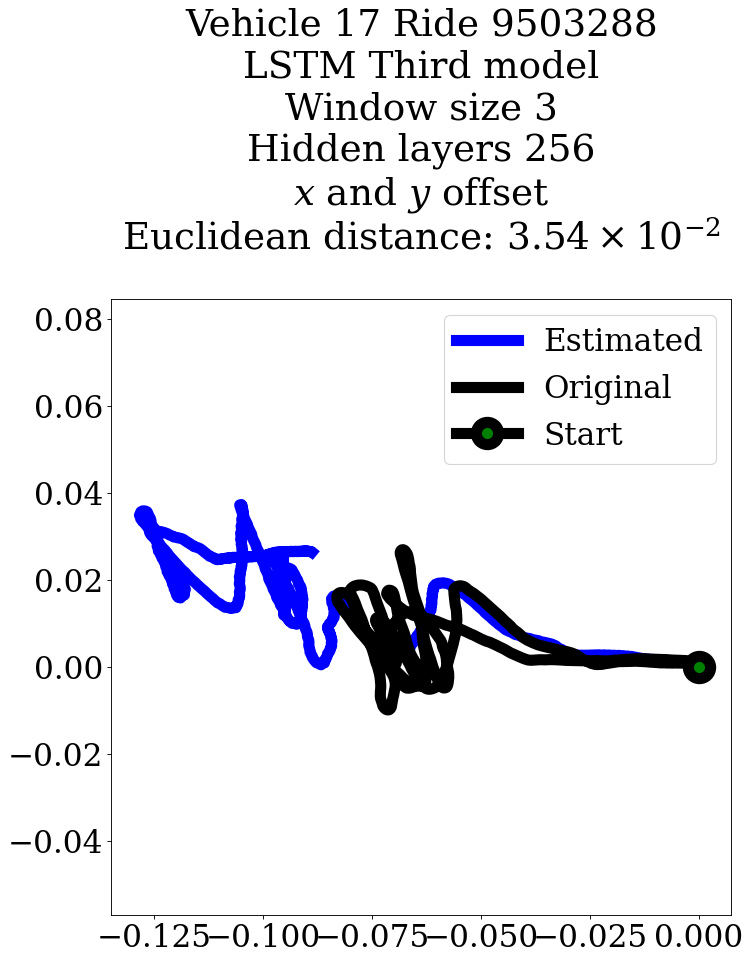 Vehicle 17 Ride 9503288
LSTM Third model
Window size 3
Hidden layers 256
x and y offset
Euclidean distance: 3.54 × 10⁻²
Estimated
Original
Start
0.08
0.06
0.04
0.02
0.00
−0.02
−0.04
−0.125 −0.100 −0.075 −0.050 −0.025 0.000